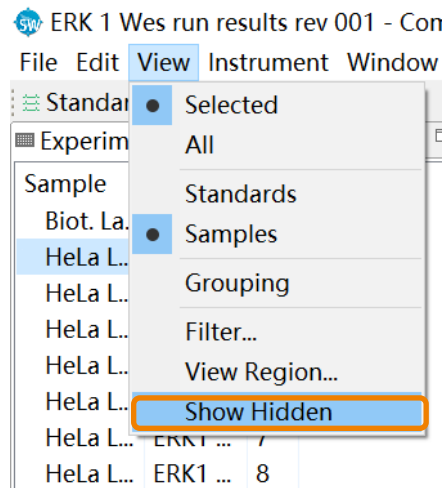 ERK 1 Wes run results rev 001 - Com
File Edit View Instrument Window
Standar
Selected
Experim
All
Sample
Standards
Biot. La.
Samples
HeLa L...
HeLa L...
Grouping
HeLa L...
Filter...
HeLa L...
View Region...
HeLa L...
Show Hidden
HeLa L... ERK1 ... 7
HeLa L... ERK1 ... 8